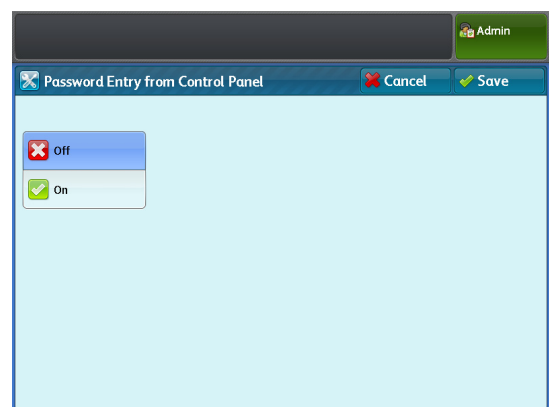 Admin
Password Entry from Control Panel
Cancel
Save
Off
On